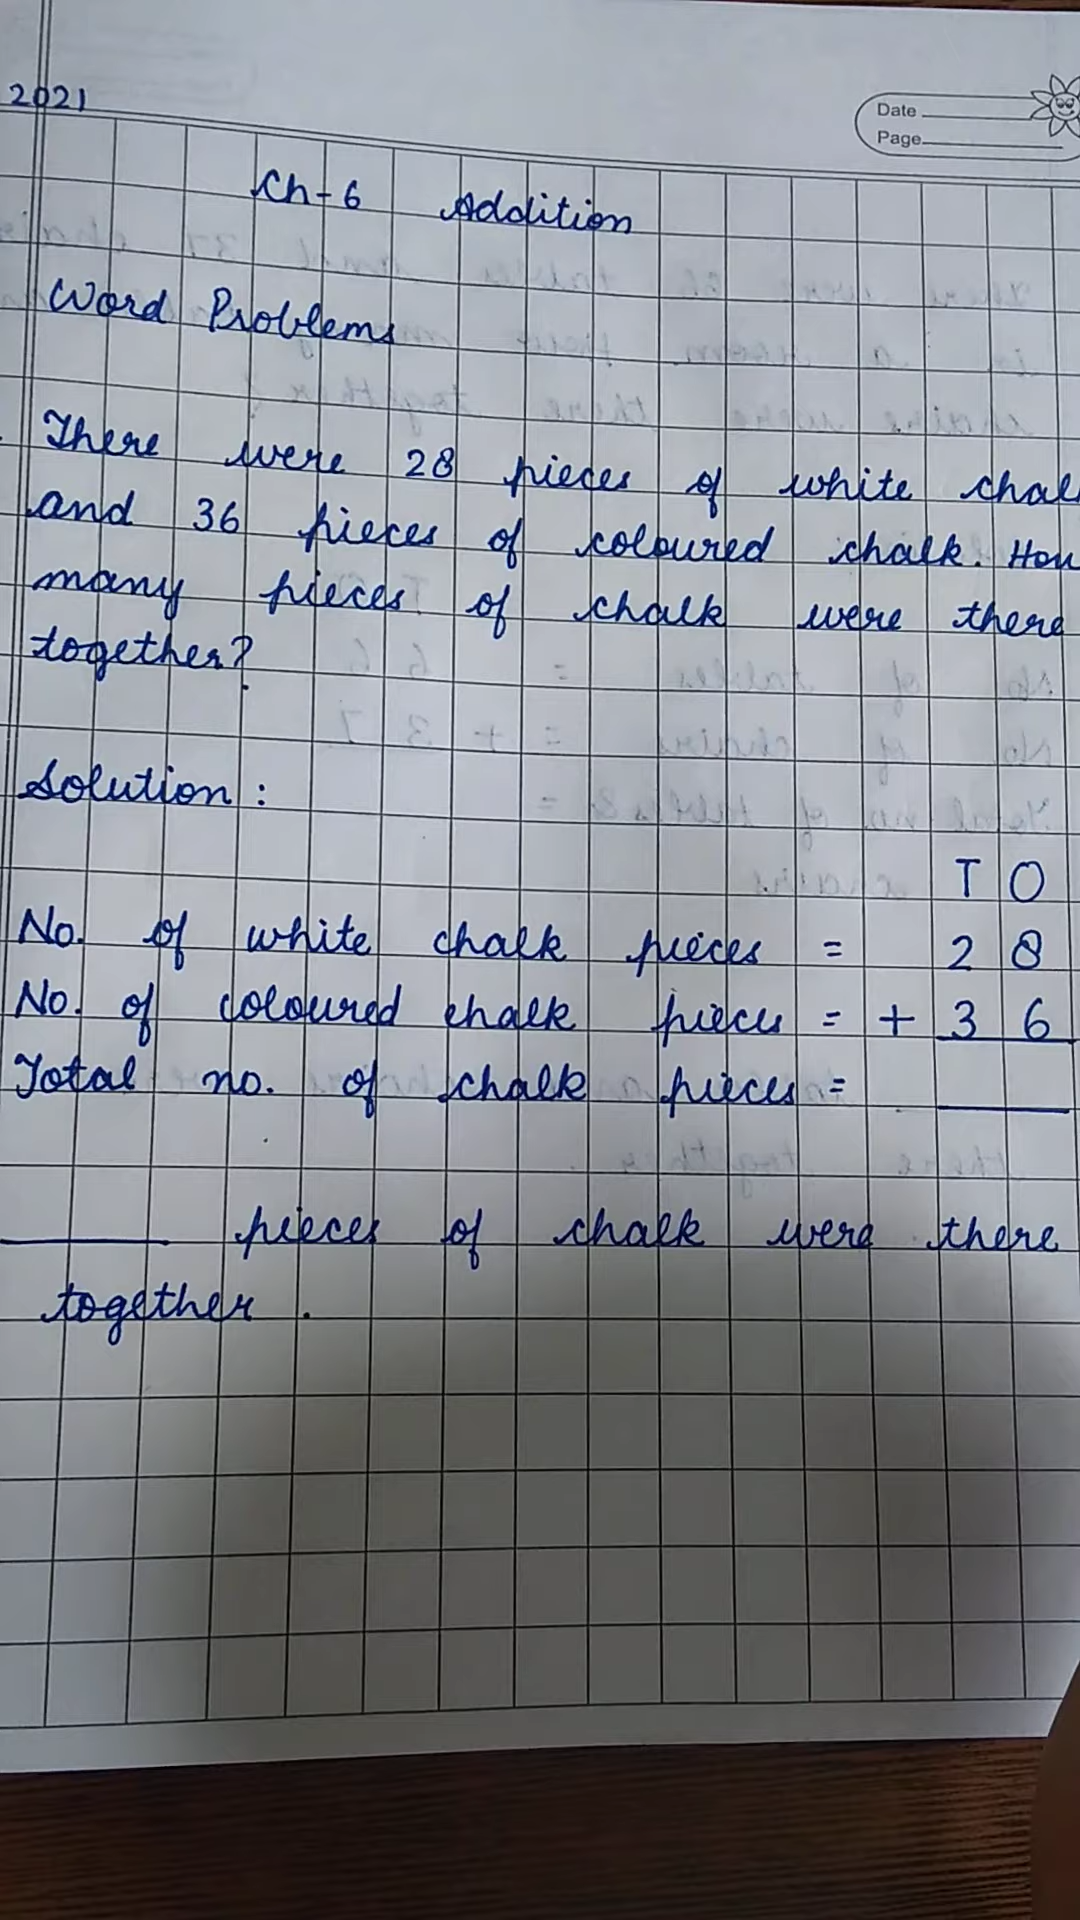 2021
Date
Page
Ch-6 Addition
Word Problems
There were 28 pieces of white chal
and 36 pieces of coloured chalk. How
many pieces of chalk were there
together?
Solution :
T O
No. of white chalk pieces = 2 8
No. of coloured chalk pieces = + 3 6
Total no. of chalk pieces =
pieces of chalk were there
together .